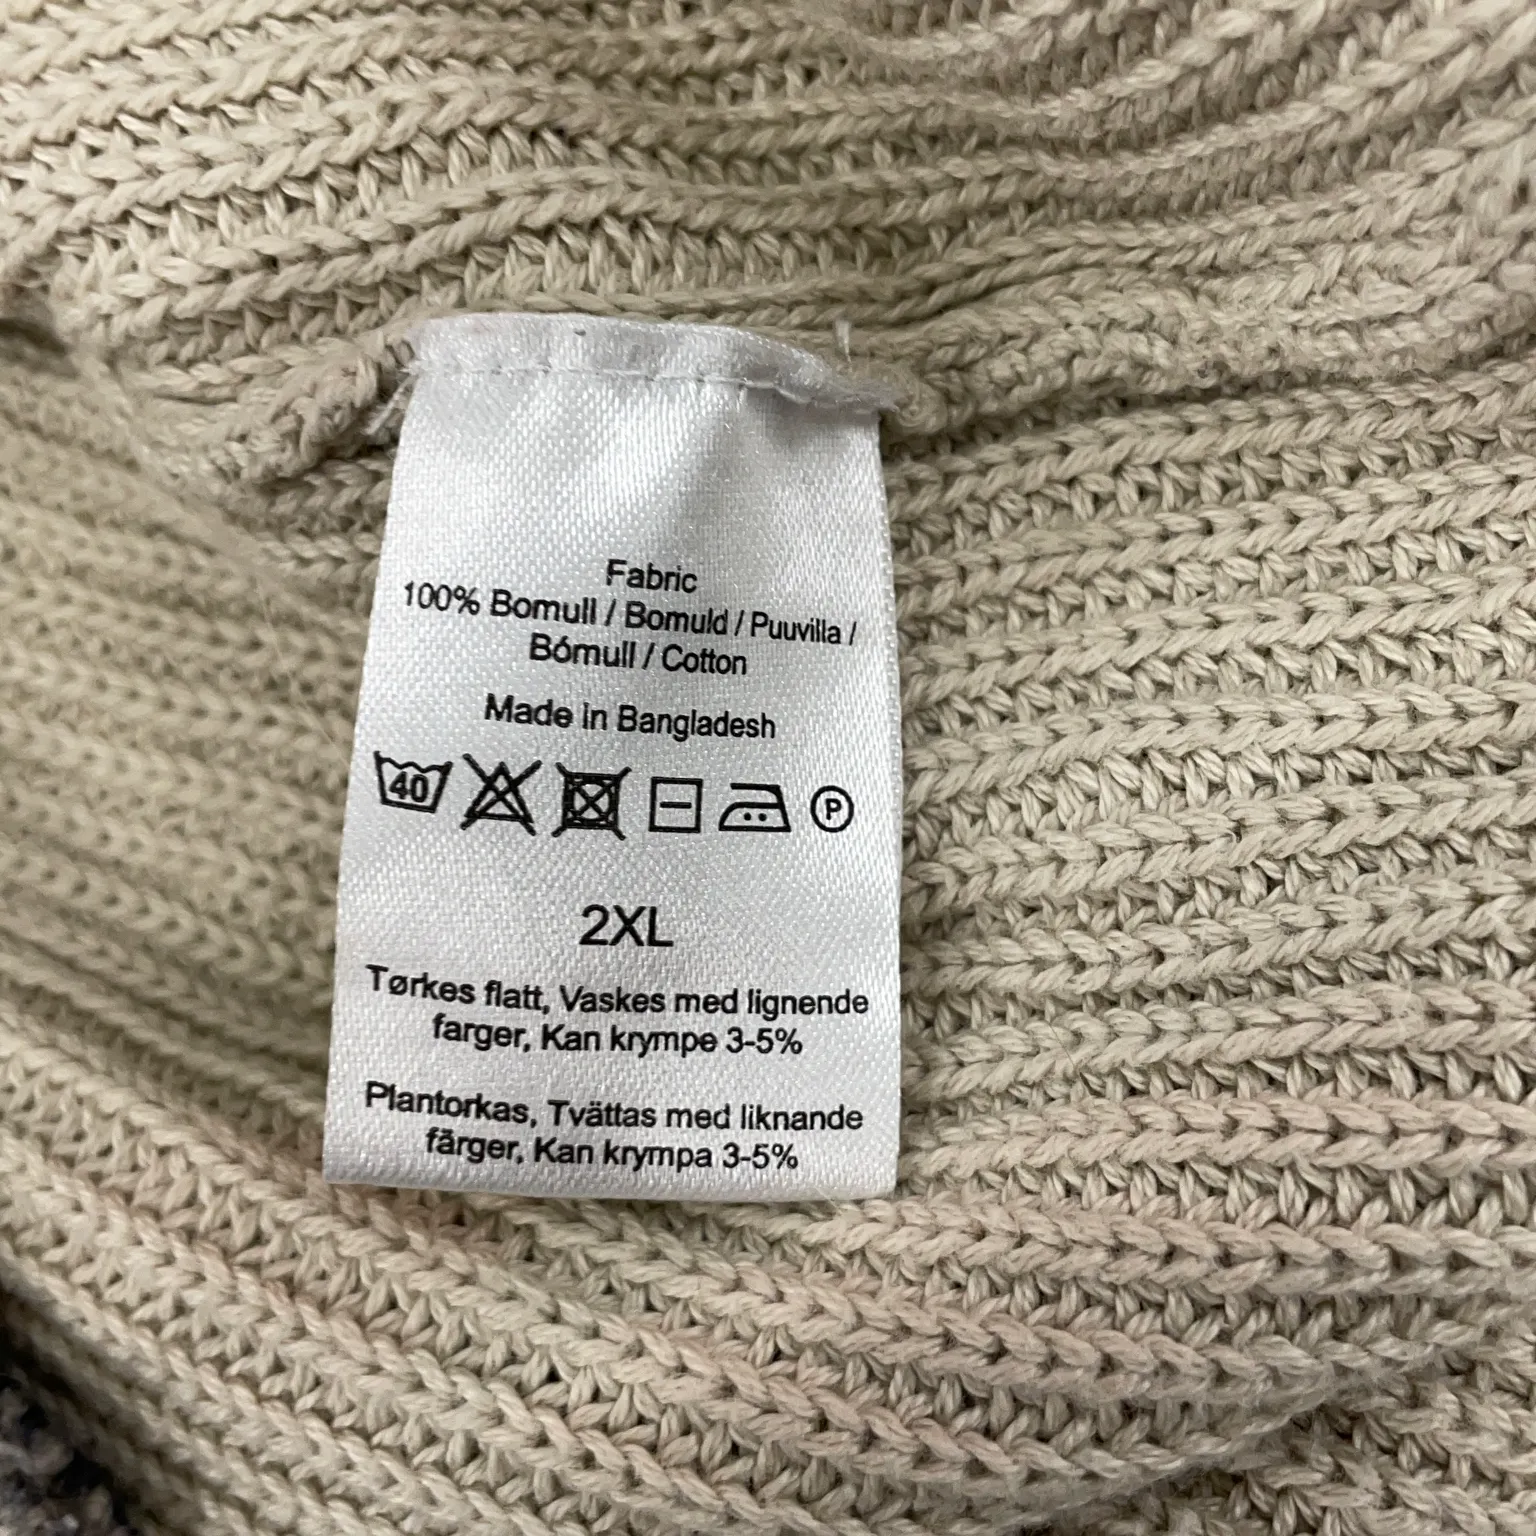 Fabric
100% Bomull / Bomuld / Puuvilla /
Bómull / Cotton
Made in Bangladesh
40 P
2XL
Tørkes flatt, Vaskes med lignende
farger, Kan krympe 3-5%
Plantorkas, Tvättas med liknande
färger, Kan krympa 3-5%